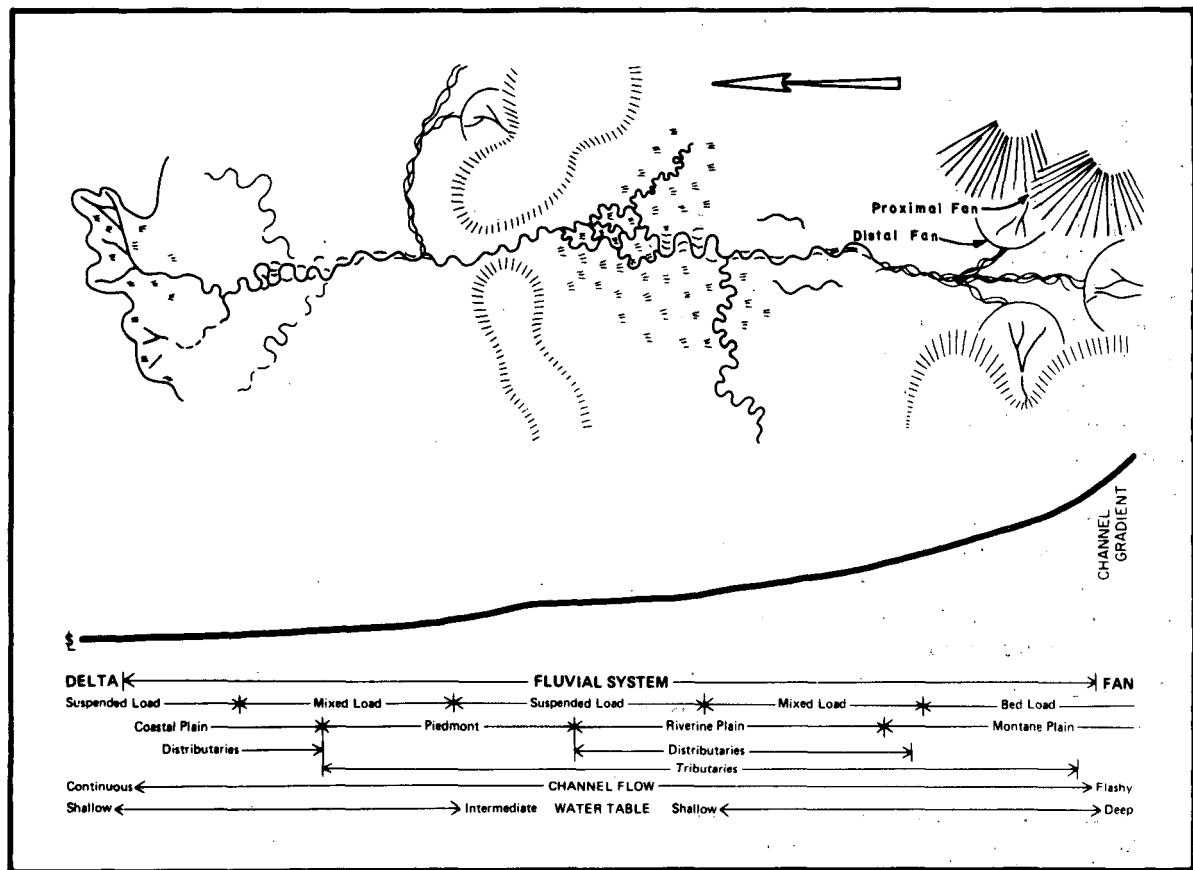 Proximal Fan
Distal Fan
CHANNEL
GRADIENT
DELTA FLUVIAL SYSTEM FAN
Suspended Load Mixed Load Suspended Load Mixed Load Bed Load
Coastal Plain Piedmont Riverine Plain Montane Plain
Distributaries Distributaries
Tributaries
Continuous CHANNEL FLOW Flashy
Shallow Intermediate WATER TABLE Shallow Deep